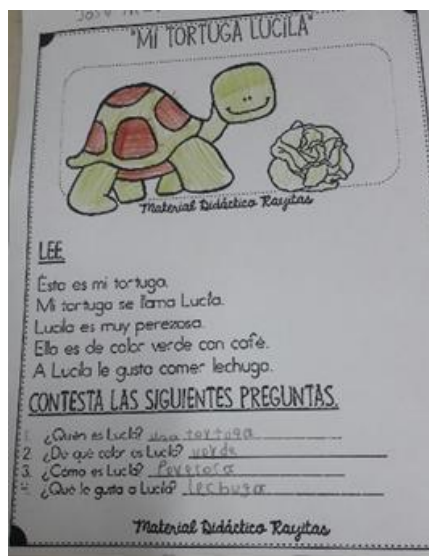 José
"MI TORTUGA LUCILA"
Material Didáctico Rayitas
LEE.
Ésta es mi tortuga.
Mi tortuga se llama Lucila.
Lucila es muy perezosa.
Ella es de color verde con café.
A Lucila le gusta comer lechuga.
CONTESTA LAS SIGUIENTES PREGUNTAS.
1. ¿Quién es Lucila? una tortuga
2. ¿De qué color es Lucila? verde
3. ¿Cómo es Lucila? Perezosa
4. ¿Qué le gusta a Lucila? lechuga
Material Didáctico Rayitas